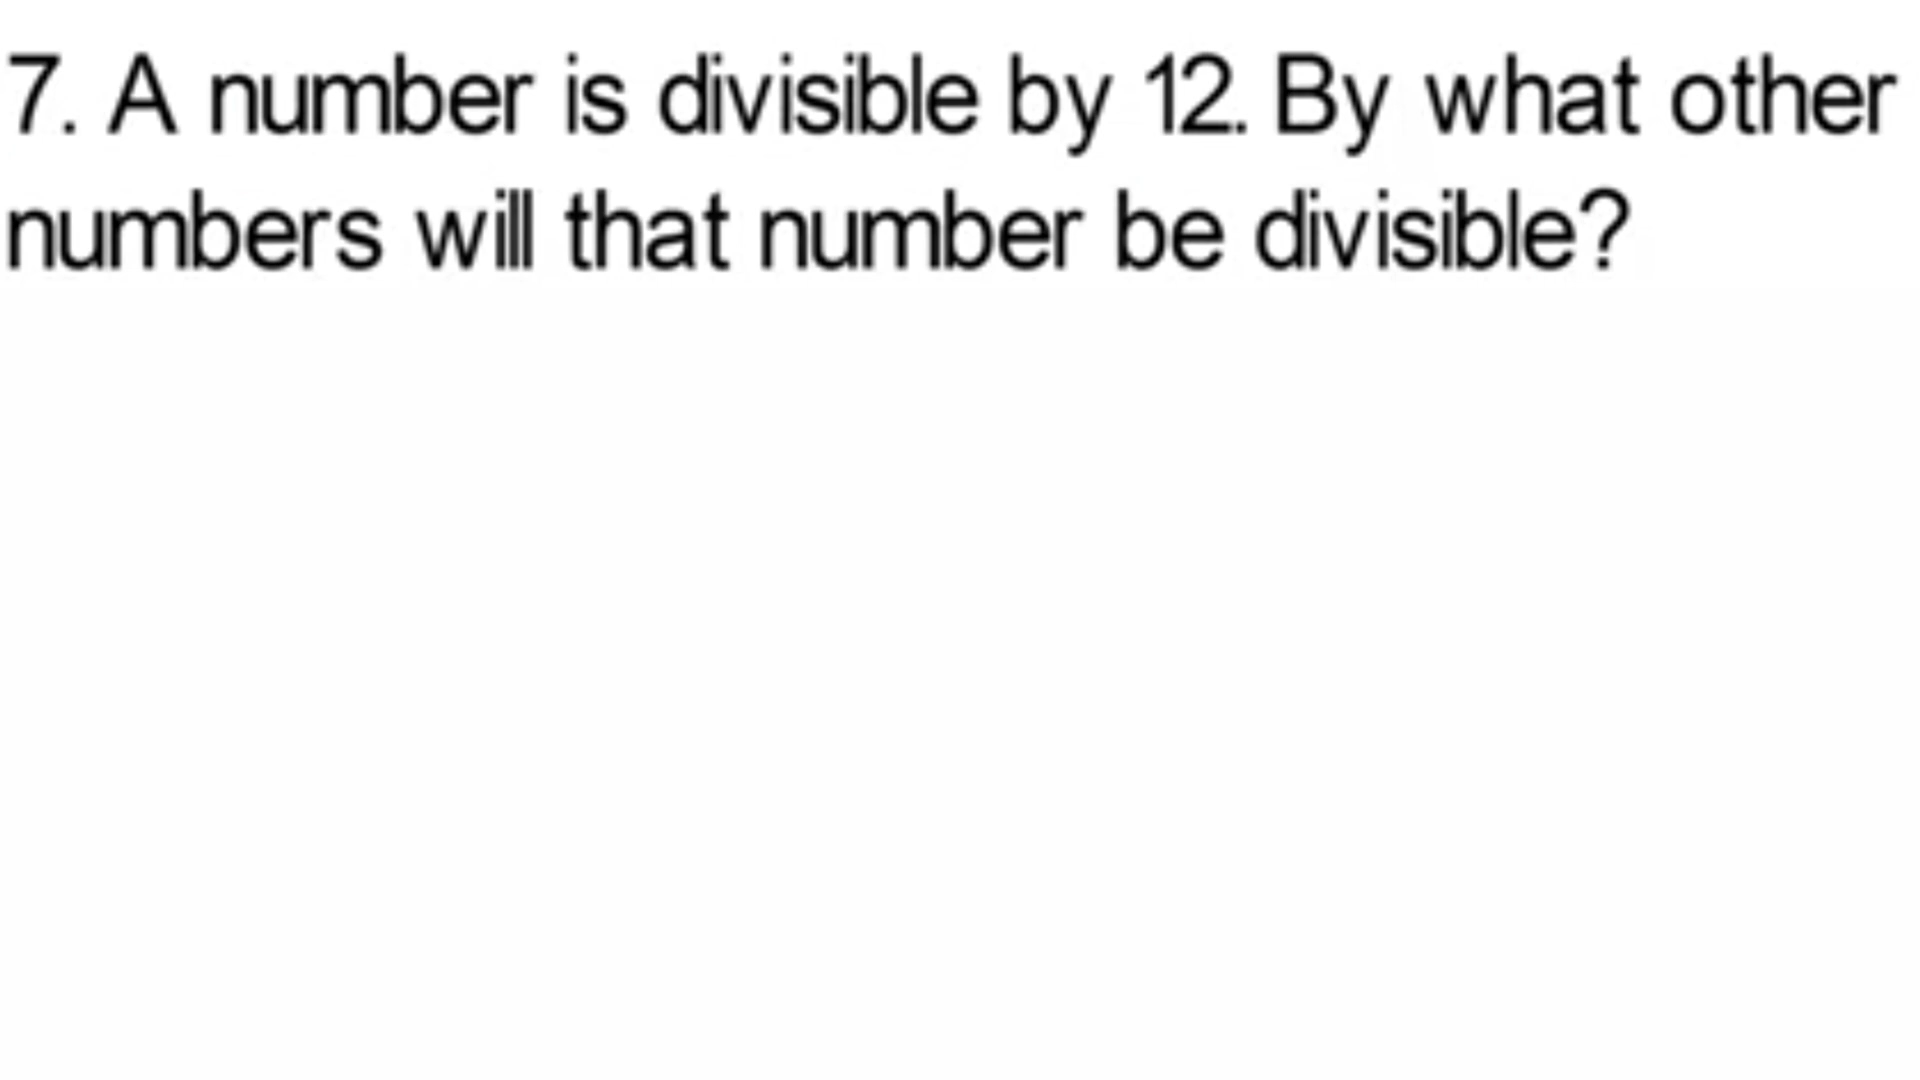 7. A number is divisible by 12. By what other
numbers will that number be divisible?